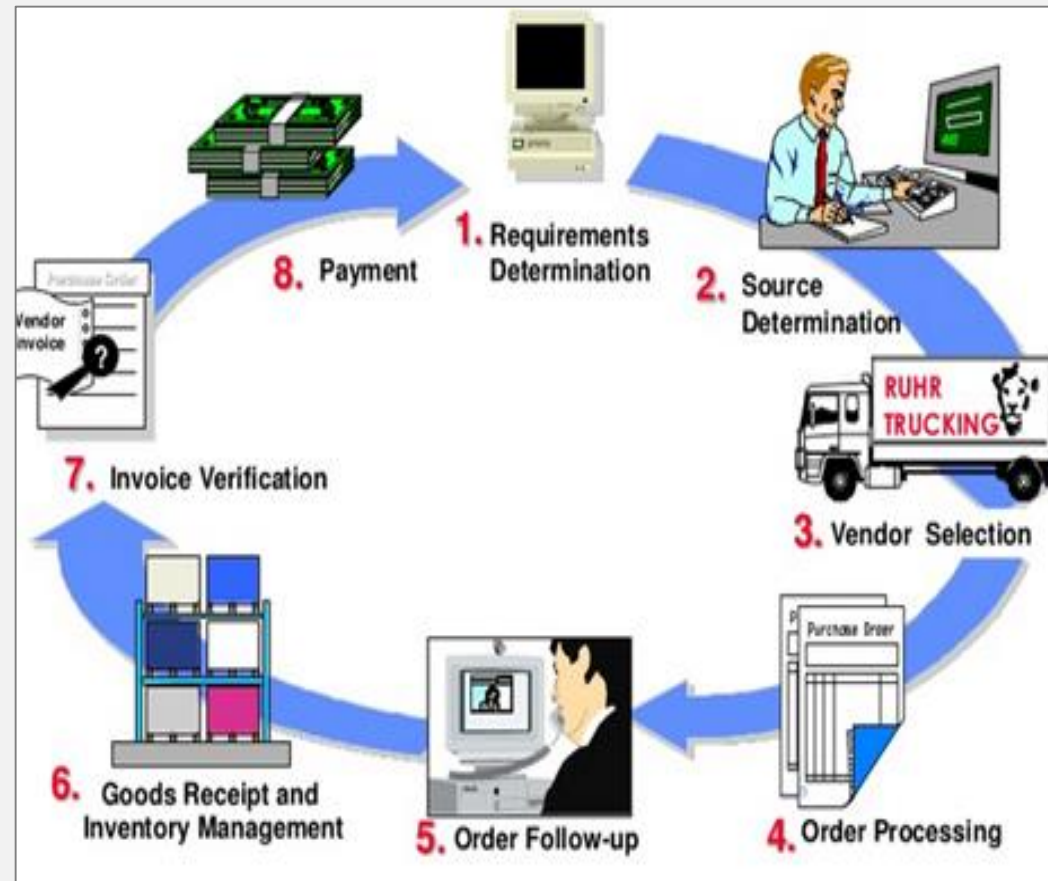 1. Requirements
Determination
2. Source
Determination
RUHR
TRUCKING
3. Vendor Selection
Purchase Order
4. Order Processing
5. Order Follow-up
6. Goods Receipt and
Inventory Management
Purchase Order
Vendor
Invoice
?
7. Invoice Verification
8. Payment